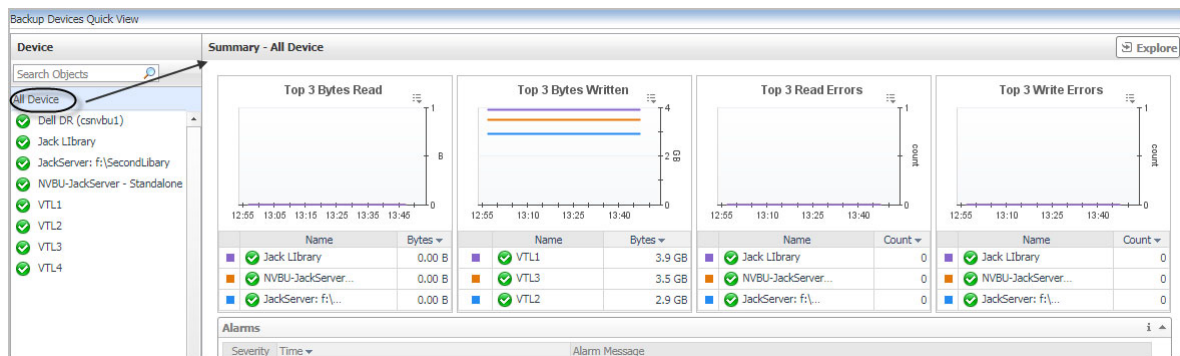 Backup Devices Quick View
Device
Search Objects
All Device
Dell DR (csnvbu1)
Jack LIbrary
JackServer: f:\SecondLibary
NVBU-JackServer - Standalone
VTL1
VTL2
VTL3
VTL4
Summary - All Device
Explore
Top 3 Bytes Read
1
B
0
12:55 13:05 13:15 13:25 13:35 13:45
Name Bytes
Jack LIbrary 0.00 B
NVBU-JackServer... 0.00 B
JackServer: f:\... 0.00 B
Top 3 Bytes Written
4
2 GB
0
12:55 13:10 13:25 13:40
Name Bytes
VTL1 3.9 GB
VTL3 3.5 GB
VTL2 2.9 GB
Top 3 Read Errors
1
count
0
12:55 13:10 13:25 13:40
Name Count
Jack LIbrary 0
NVBU-JackServer... 0
JackServer: f:\... 0
Top 3 Write Errors
1
count
0
12:55 13:10 13:25 13:40
Name Count
Jack LIbrary 0
NVBU-JackServer... 0
JackServer: f:\... 0
Alarms
i
Severity Time Alarm Message